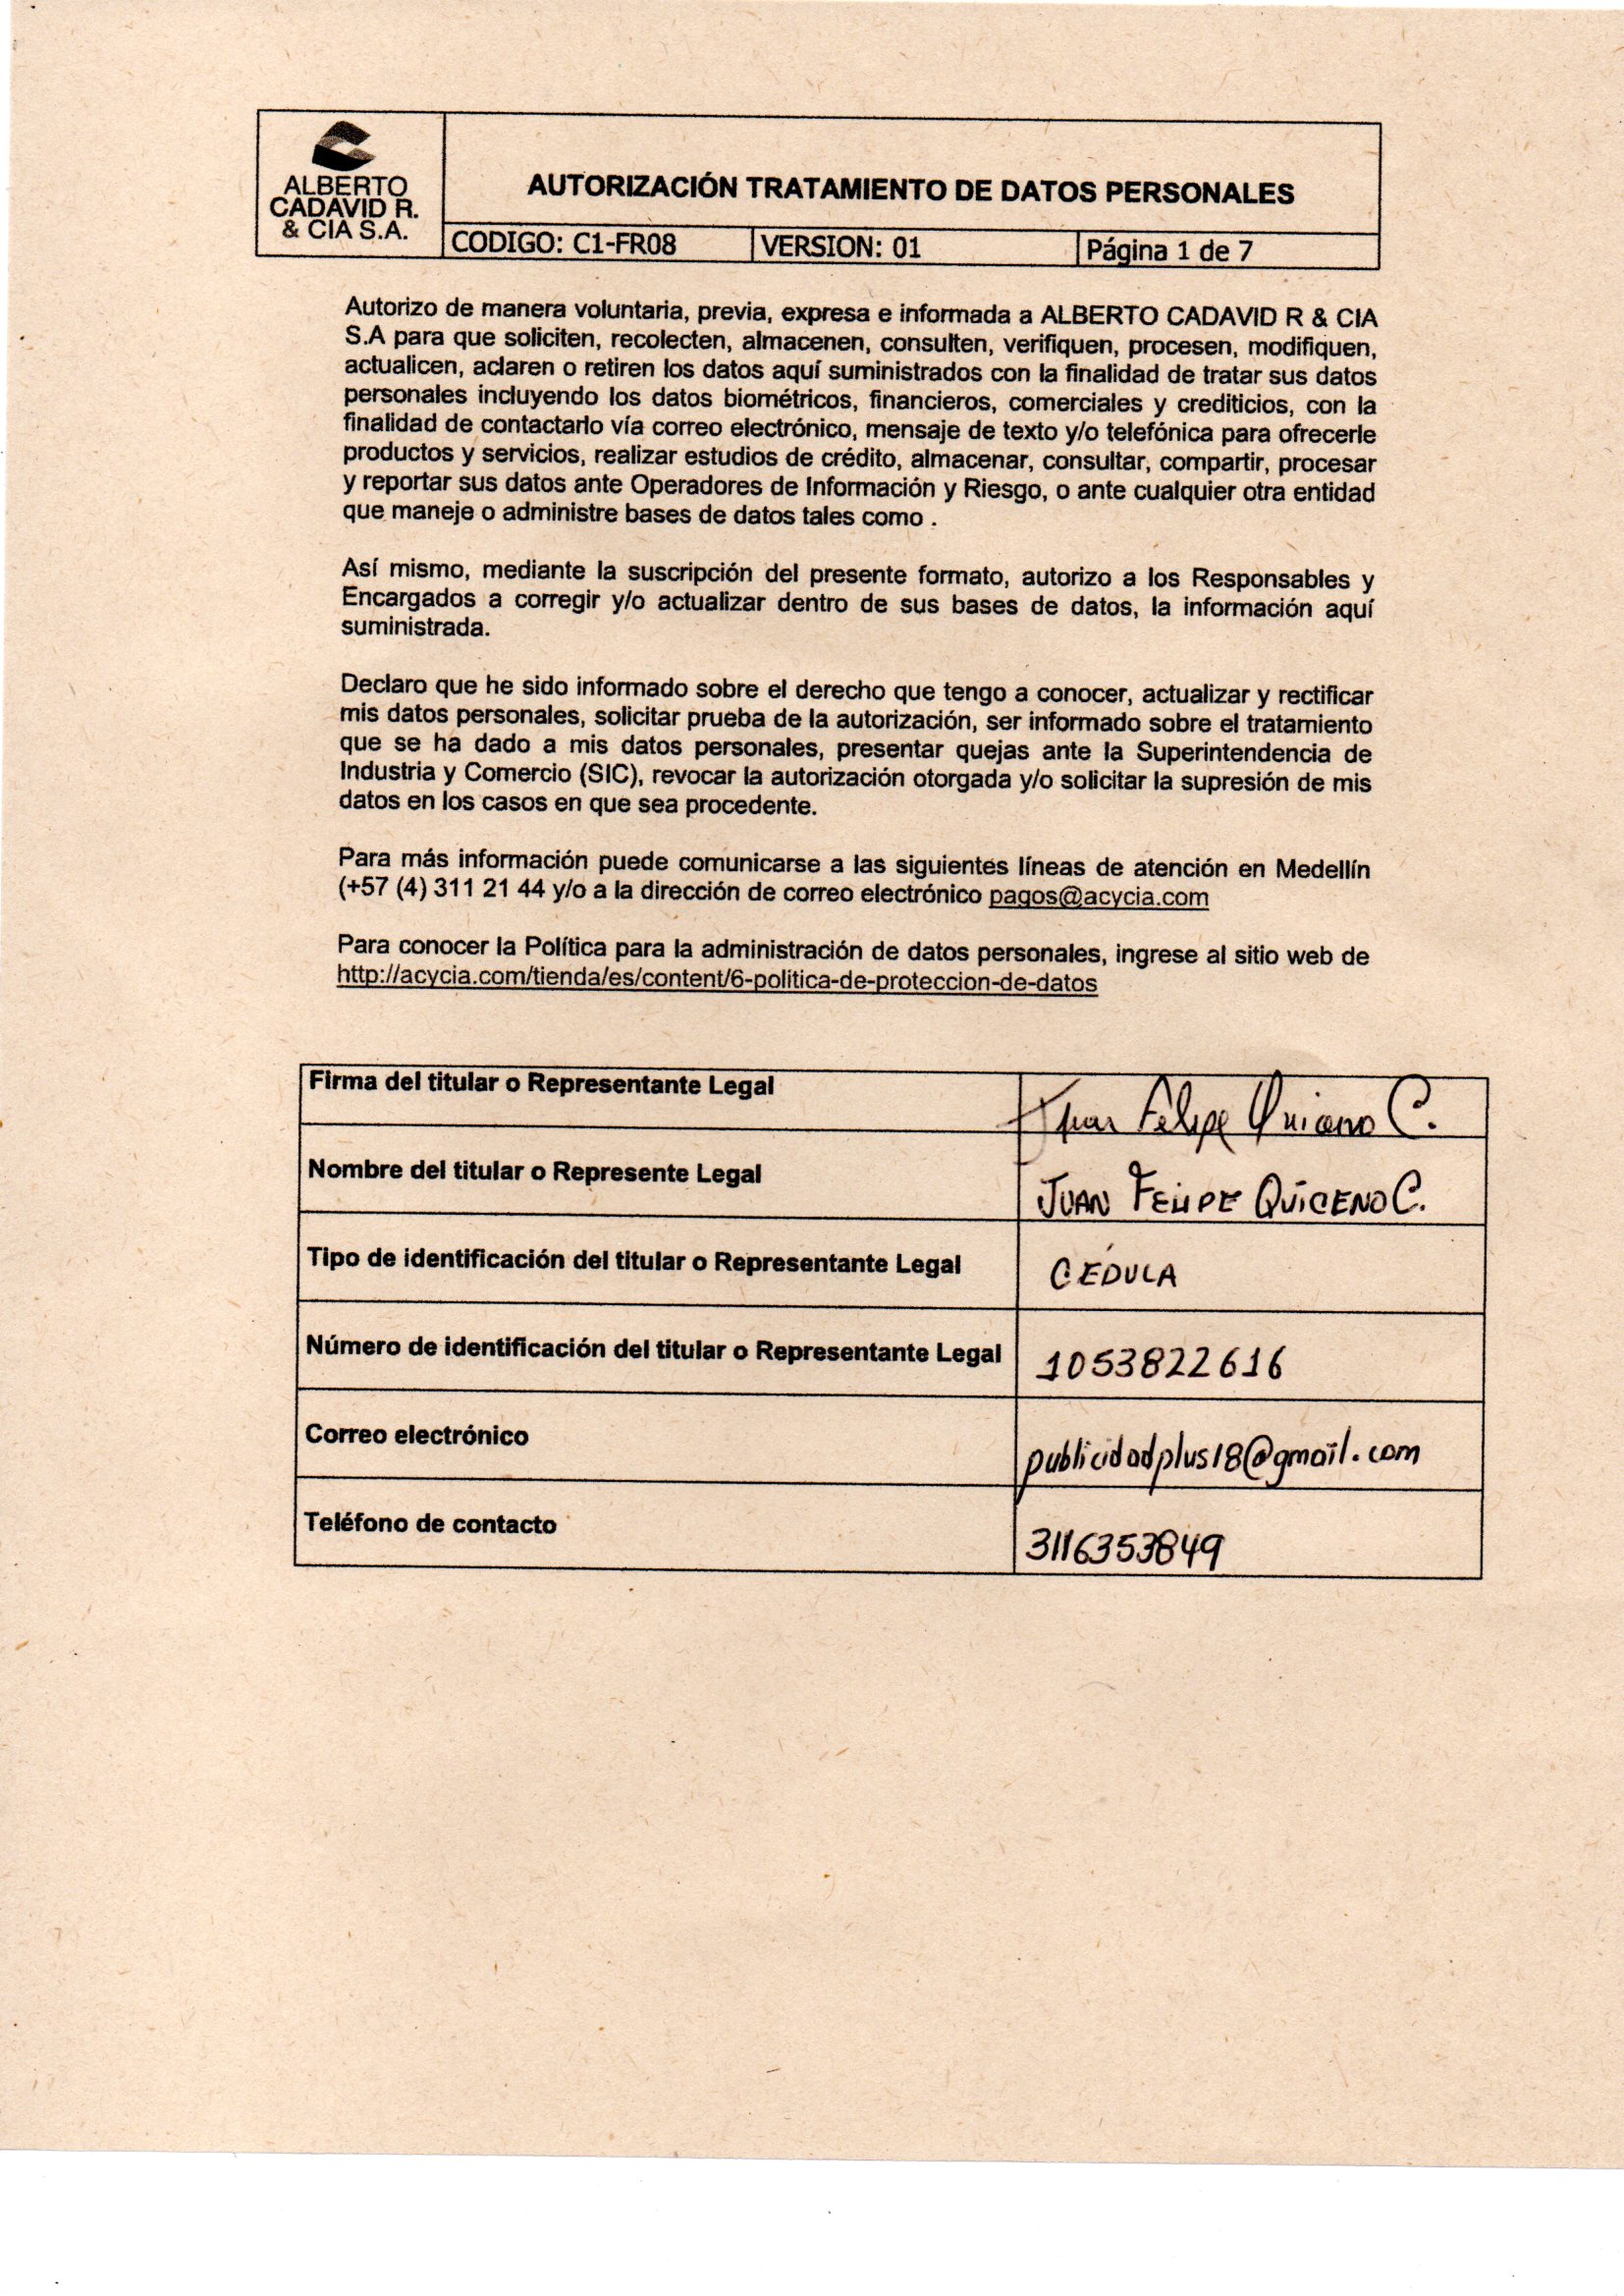 ALBERTO
CADAVID R.
& CIA S.A.
AUTORIZACIÓN TRATAMIENTO DE DATOS PERSONALES
CODIGO: C1-FR08 VERSION: 01 Página 1 de 7
Autorizo de manera voluntaria, previa, expresa e informada a ALBERTO CADAVID R & CIA
S.A para que soliciten, recolecten, almacenen, consulten, verifiquen, procesen, modifiquen,
actualicen, aclaren o retiren los datos aquí suministrados con la finalidad de tratar sus datos
personales incluyendo los datos biométricos, financieros, comerciales y crediticios, con la
finalidad de contactarlo vía correo electrónico, mensaje de texto y/o telefónica para ofrecerle
productos y servicios, realizar estudios de crédito, almacenar, consultar, compartir, procesar
y reportar sus datos ante Operadores de Información y Riesgo, o ante cualquier otra entidad
que maneje o administre bases de datos tales como .
Así mismo, mediante la suscripción del presente formato, autorizo a los Responsables y
Encargados a corregir y/o actualizar dentro de sus bases de datos, la información aquí
suministrada.
Declaro que he sido informado sobre el derecho que tengo a conocer, actualizar y rectificar
mis datos personales, solicitar prueba de la autorización, ser informado sobre el tratamiento
que se ha dado a mis datos personales, presentar quejas ante la Superintendencia de
Industria y Comercio (SIC), revocar la autorización otorgada y/o solicitar la supresión de mis
datos en los casos en que sea procedente.
Para más información puede comunicarse a las siguientes líneas de atención en Medellín
(+57 (4) 311 21 44 y/o a la dirección de correo electrónico pagos@acycia.com
Para conocer la Política para la administración de datos personales, ingrese al sitio web de
http://acycia.com/tienda/es/content/6-politica-de-proteccion-de-datos
Firma del titular o Representante Legal Juan Felipe Quiceno C.
Nombre del titular o Represente Legal JUAN FELIPE QUICENO C.
Tipo de identificación del titular o Representante Legal CÉDULA
Número de identificación del titular o Representante Legal 1053822616
Correo electrónico publicidadplus18@gmail.com
Teléfono de contacto 3116353849